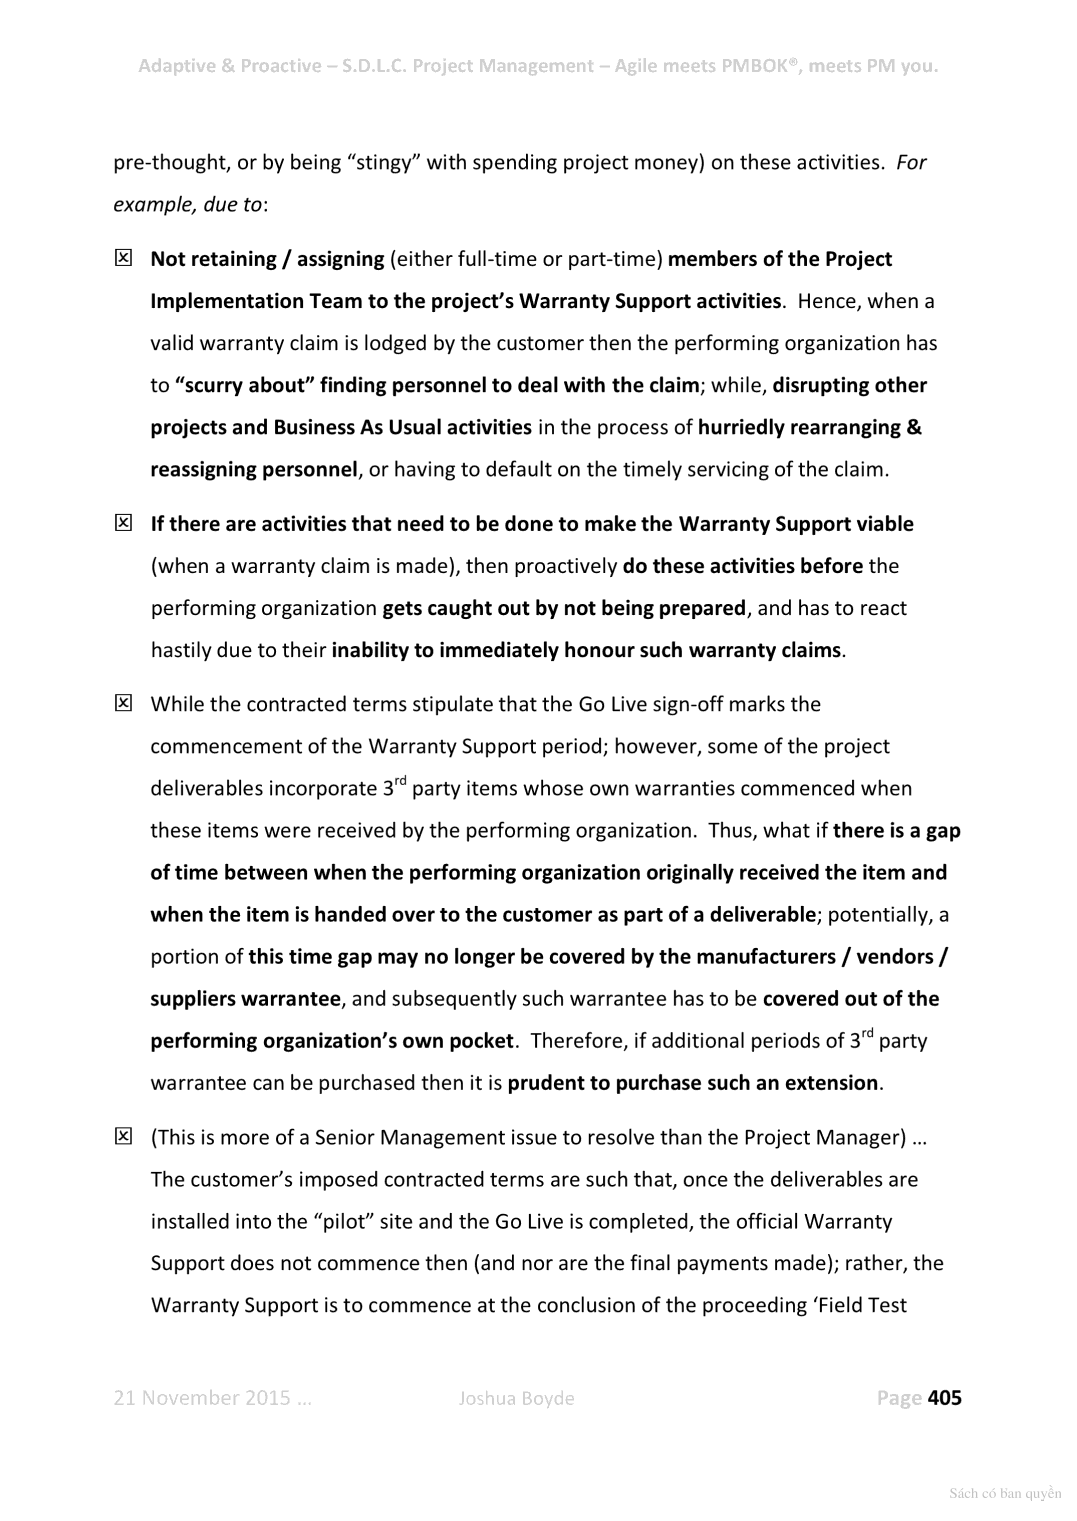 Adaptive & Proactive – S.D.L.C. Project Management – Agile meets PMBOK®, meets PM you.
pre-thought, or by being “stingy” with spending project money) on these activities.  For
example, due to:
☒ Not retaining / assigning (either full-time or part-time) members of the Project
Implementation Team to the project’s Warranty Support activities.  Hence, when a
valid warranty claim is lodged by the customer then the performing organization has
to “scurry about” finding personnel to deal with the claim; while, disrupting other
projects and Business As Usual activities in the process of hurriedly rearranging &
reassigning personnel, or having to default on the timely servicing of the claim.
☒ If there are activities that need to be done to make the Warranty Support viable
(when a warranty claim is made), then proactively do these activities before the
performing organization gets caught out by not being prepared, and has to react
hastily due to their inability to immediately honour such warranty claims.
☒ While the contracted terms stipulate that the Go Live sign-off marks the
commencement of the Warranty Support period; however, some of the project
deliverables incorporate 3rd party items whose own warranties commenced when
these items were received by the performing organization.  Thus, what if there is a gap
of time between when the performing organization originally received the item and
when the item is handed over to the customer as part of a deliverable; potentially, a
portion of this time gap may no longer be covered by the manufacturers / vendors /
suppliers warrantee, and subsequently such warrantee has to be covered out of the
performing organization’s own pocket.  Therefore, if additional periods of 3rd party
warrantee can be purchased then it is prudent to purchase such an extension.
☒ (This is more of a Senior Management issue to resolve than the Project Manager) …
The customer’s imposed contracted terms are such that, once the deliverables are
installed into the “pilot” site and the Go Live is completed, the official Warranty
Support does not commence then (and nor are the final payments made); rather, the
Warranty Support is to commence at the conclusion of the proceeding ‘Field Test
21 November 2015 … Joshua Boyde Page 405
Sách có bản quyền